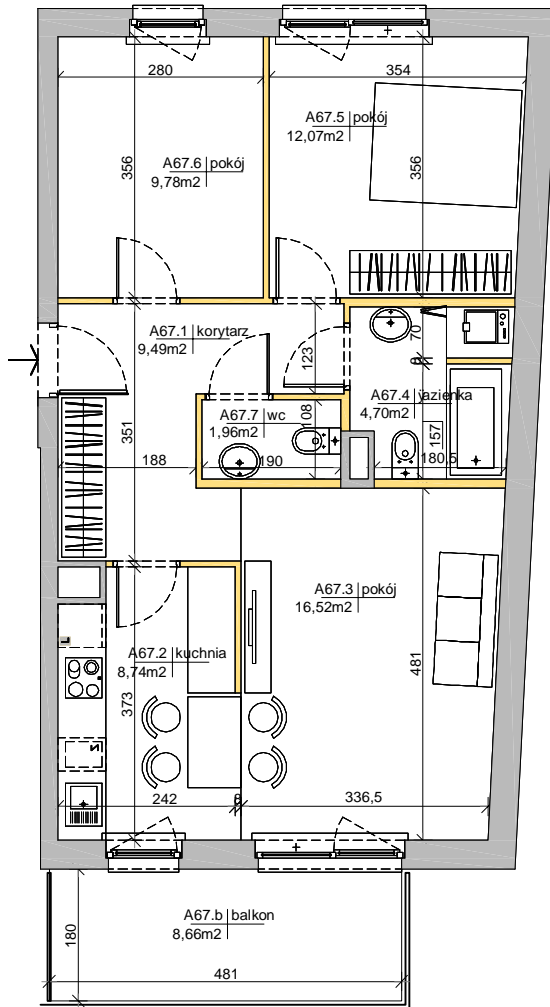 280
354
A67.5 pokój
12,07m2
A67.6 pokój
9,78m2
356
356
A67.1 korytarz
9,49m2
123
70
8
A67.4 łazienka
4,70m2
A67.7 wc
1,96m2
108
351
157
188
190
180,5
A67.3 pokój
16,52m2
A67.2 kuchnia
8,74m2
373
481
242
8
336,5
A67.b balkon
8,66m2
180
481